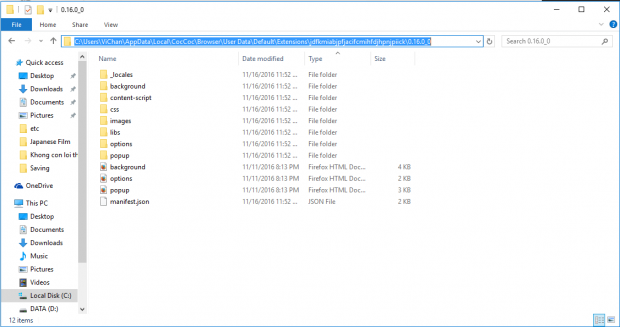 0.16.0_0
File Home Share View
C:\Users\ViChan\AppData\Local\CocCoc\Browser\User Data\Default\Extensions\jdfkmiabjpfjacifcmihfdjhpnjpiick\0.16.0_0
Search 0.16.0_0
Name Date modified Type Size
Quick access
Desktop
Downloads
Documents
Pictures
etc
Japanese Film
Khong con loi th
Saving
OneDrive
This PC
Desktop
Documents
Downloads
Music
Pictures
Videos
Local Disk (C:)
DATA (D:)
_locales 11/16/2016 11:52 ... File folder
background 11/16/2016 11:52 ... File folder
content-script 11/16/2016 11:52 ... File folder
css 11/16/2016 11:52 ... File folder
images 11/16/2016 11:52 ... File folder
libs 11/16/2016 11:52 ... File folder
options 11/16/2016 11:52 ... File folder
popup 11/16/2016 11:52 ... File folder
background 11/11/2016 8:13 PM Firefox HTML Doc... 4 KB
options 11/11/2016 8:13 PM Firefox HTML Doc... 2 KB
popup 11/11/2016 8:13 PM Firefox HTML Doc... 3 KB
manifest.json 11/16/2016 11:52 ... JSON File 2 KB
12 items